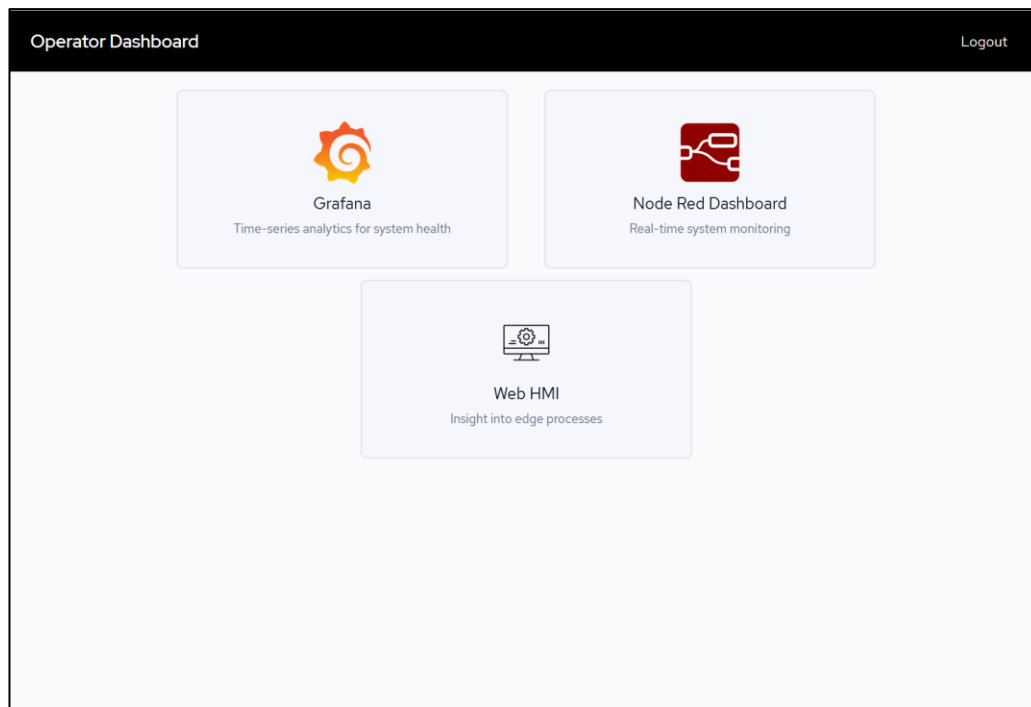 Operator Dashboard
Logout
Grafana
Time-series analytics for system health
Node Red Dashboard
Real-time system monitoring
Web HMI
Insight into edge processes